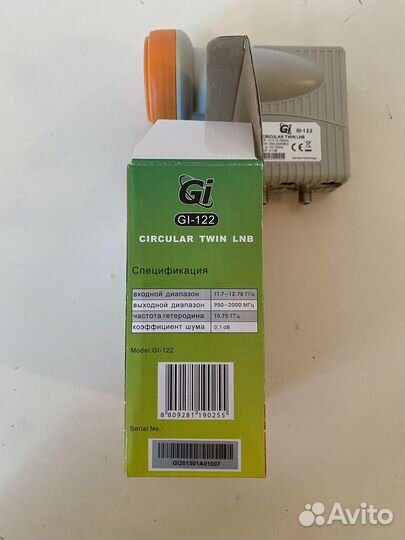 Gi
GI-122
CIRCULAR TWIN LNB
Gi
GI-122
CIRCULAR TWIN LNB
Спецификация
входной диапазон 11.7~12.75 ГГц
выходной диапазон 950~2000 МГц
частота гетеродина 10.75 ГГц
коэффициент шума 0.1 dB
Model:GI-122
8 809281 190255
Serial No.:
GI201301A01007
Avito